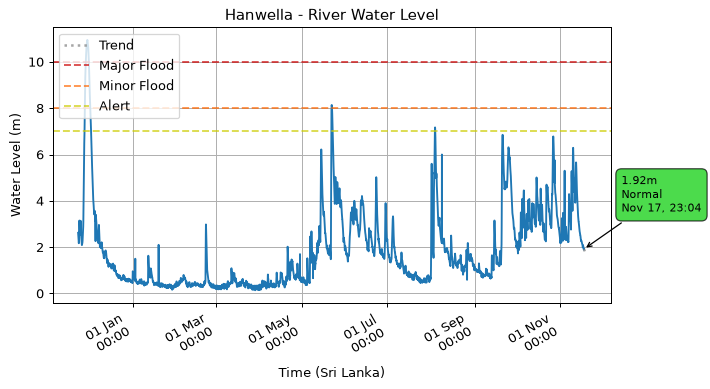 Hanwella - River Water Level
Trend
Major Flood
Minor Flood
Alert
10
8
6
4
2
0
Water Level (m)
1.92m
Normal
Nov 17, 23:04
01 Jan
00:00
01 Mar
00:00
01 May
00:00
01 Jul
00:00
01 Sep
00:00
01 Nov
00:00
Time (Sri Lanka)